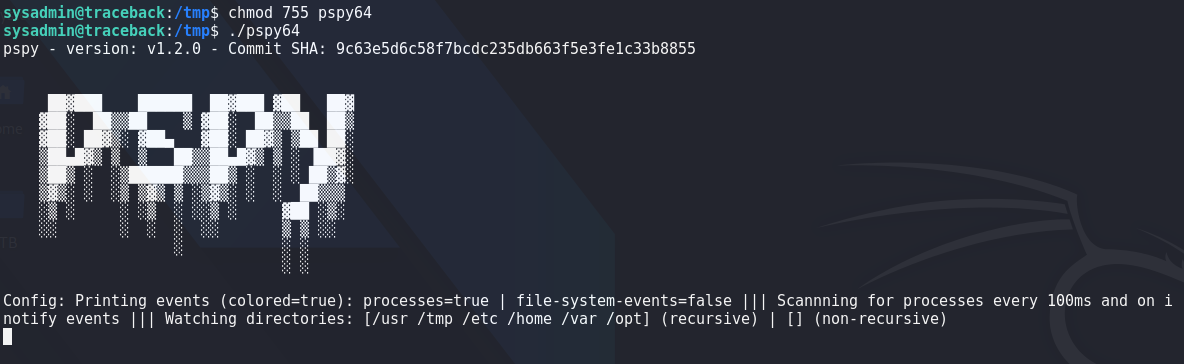 sysadmin@traceback:/tmp$ chmod 755 pspy64
sysadmin@traceback:/tmp$ ./pspy64
pspy - version: v1.2.0 - Commit SHA: 9c63e5d6c58f7bcdc235db663f5e3fe1c33b8855
PSPY
Config: Printing events (colored=true): processes=true | file-system-events=false ||| Scannning for processes every 100ms and on i
notify events ||| Watching directories: [/usr /tmp /etc /home /var /opt] (recursive) | [] (non-recursive)